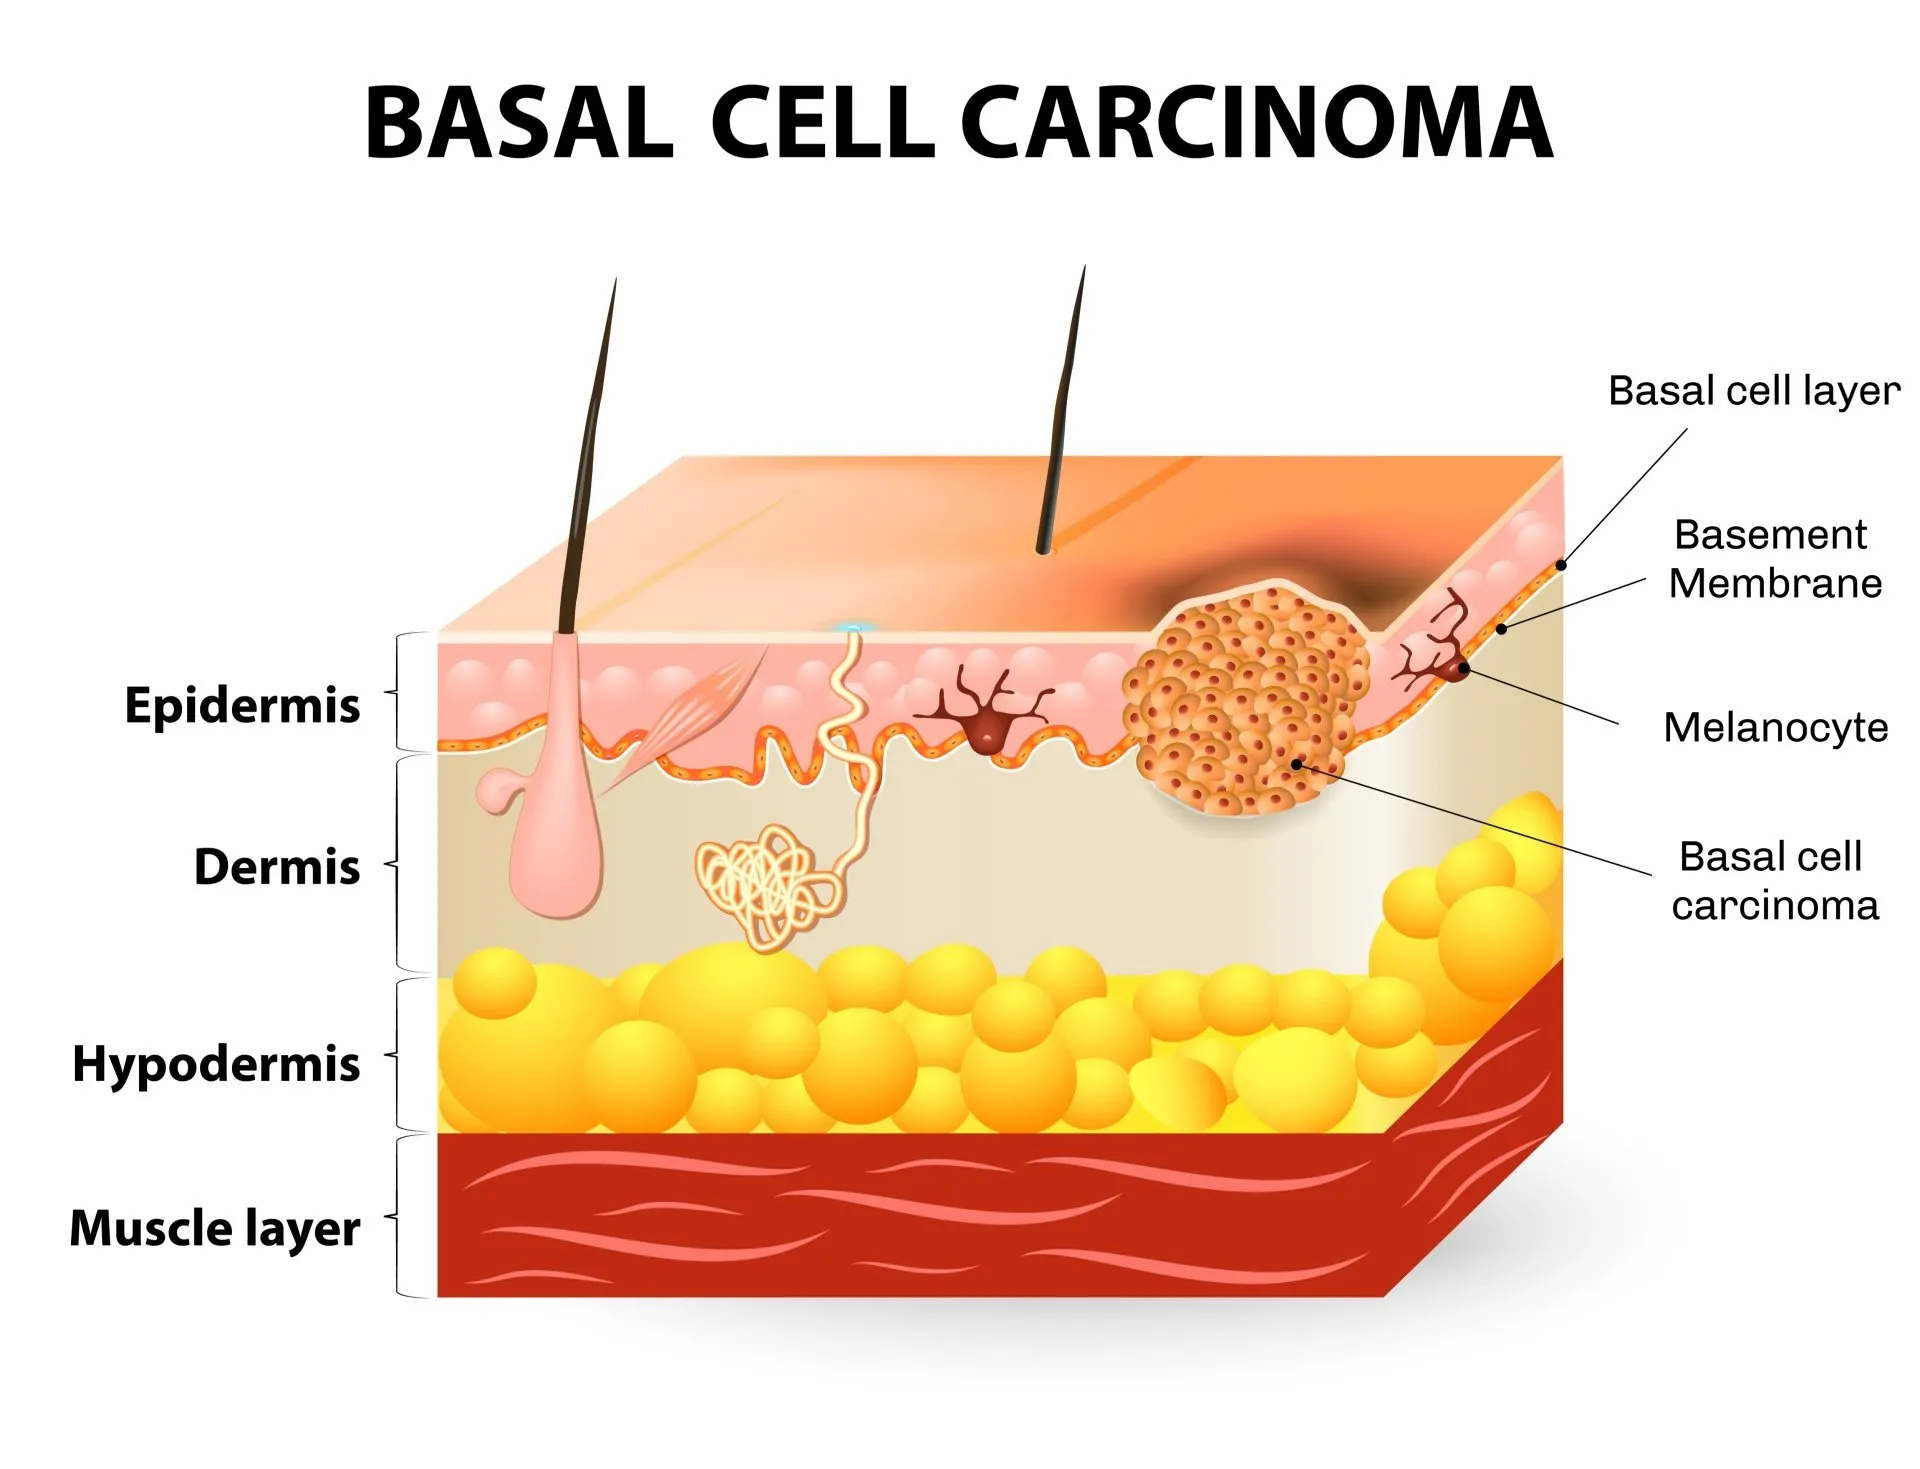 BASAL CELL CARCINOMA
Basal cell layer
Basement
Membrane
Epidermis
Melanocyte
Dermis
Basal cell
carcinoma
Hypodermis
Muscle layer